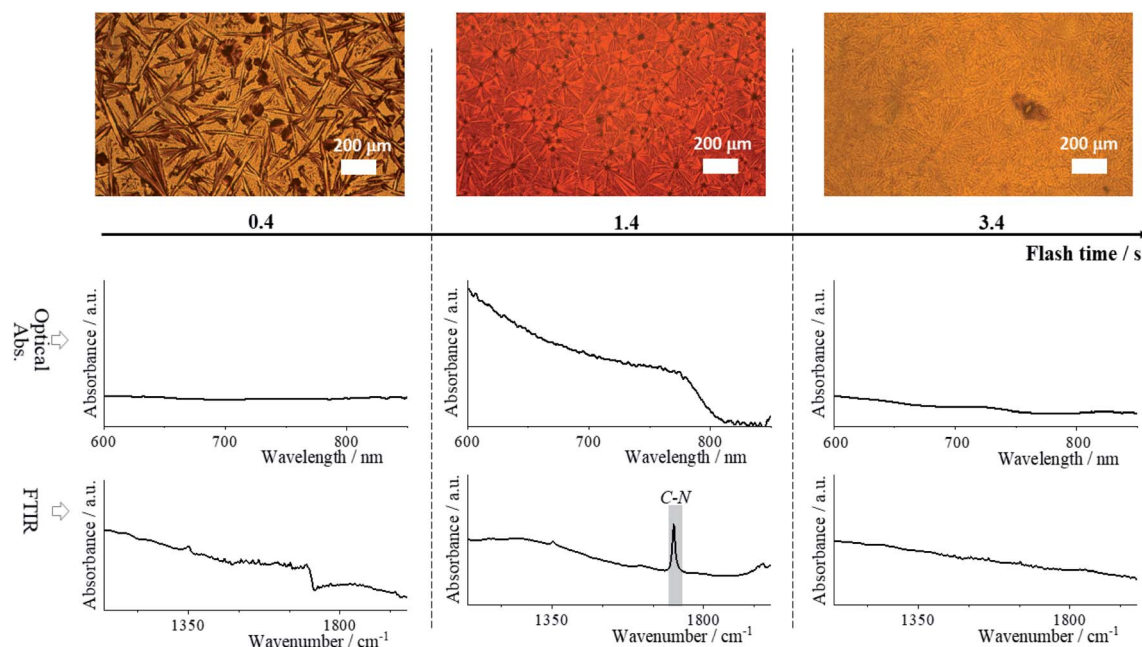 200 μm
200 μm
200 μm
0.4
1.4
3.4
Flash time / s
Optical
Abs.
Absorbance / a.u.
600
700
800
Wavelength / nm
Absorbance / a.u.
600
700
800
Wavelength / nm
Absorbance / a.u.
600
700
800
Wavelength / nm
FTIR
Absorbance / a.u.
1350
1800
Wavenumber / cm⁻¹
Absorbance / a.u.
C-N
1350
1800
Wavenumber / cm⁻¹
Absorbance / a.u.
1350
1800
Wavenumber / cm⁻¹